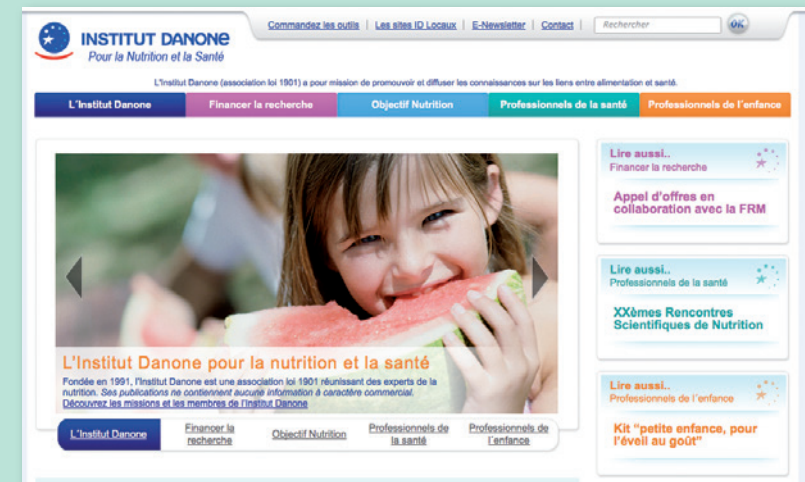 Commandez les outils | Les sites ID Locaux | E-Newsletter | Contact | Rechercher OK
INSTITUT DANONE
Pour la Nutrition et la Santé
L'Institut Danone (association loi 1901) a pour mission de promouvoir et diffuser les connaissances sur les liens entre alimentation et santé.
L'Institut Danone Financer la recherche Objectif Nutrition Professionnels de la santé Professionnels de l'enfance
L'Institut Danone pour la nutrition et la santé
Fondée en 1991, l'Institut Danone est une association loi 1901 réunissant des experts de la
nutrition. Ses publications ne contiennent aucune information à caractère commercial.
Découvrez les missions et les membres de l'Institut Danone
L'Institut Danone
Financer la
recherche
Objectif Nutrition
Professionnels de
la santé
Professionnels de
l'enfance
Lire aussi..
Financer la recherche
Appel d'offres en
collaboration avec la FRM
Lire aussi..
Professionnels de la santé
XXèmes Rencontres
Scientifiques de Nutrition
Lire aussi..
Professionnels de l'enfance
Kit "petite enfance, pour
l'éveil au goût"